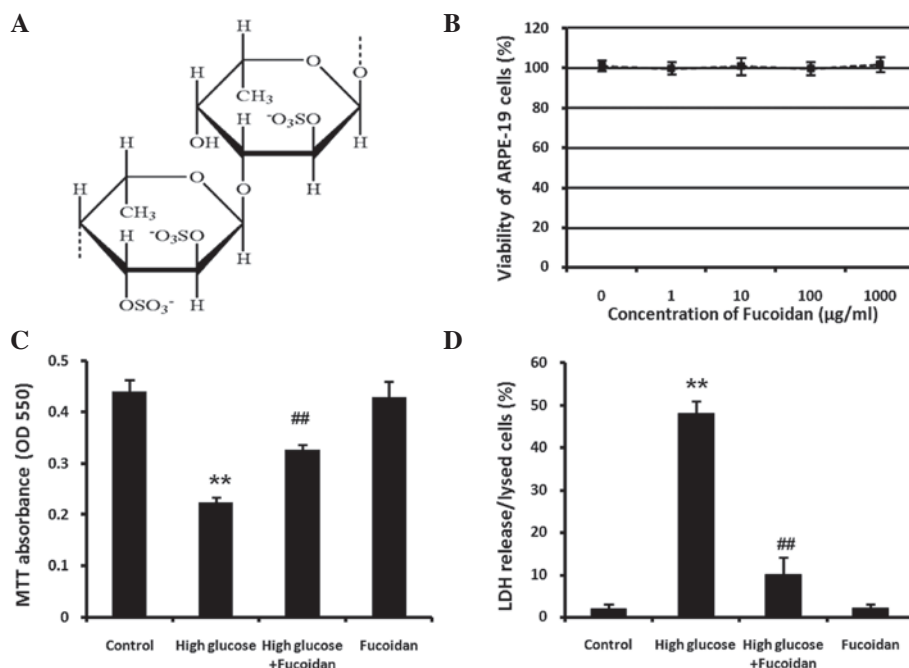 A
H
O
O
H
H
H
CH₃
⁻O₃SO
OH
H
H
H
O
H
O
CH₃
H
⁻O₃SO
H
OSO₃⁻
H
B
Viability of ARPE-19 cells (%)
120
100
80
60
40
20
0
0 1 10 100 1000
Concentration of Fucoidan (µg/ml)
C
MTT absorbance (OD 550)
0.5
0.4
0.3
0.2
0.1
0
**
##
Control High glucose High glucose Fucoidan
+Fucoidan
D
LDH release/lysed cells (%)
60
50
40
30
20
10
0
**
##
Control High glucose High glucose Fucoidan
+Fucoidan